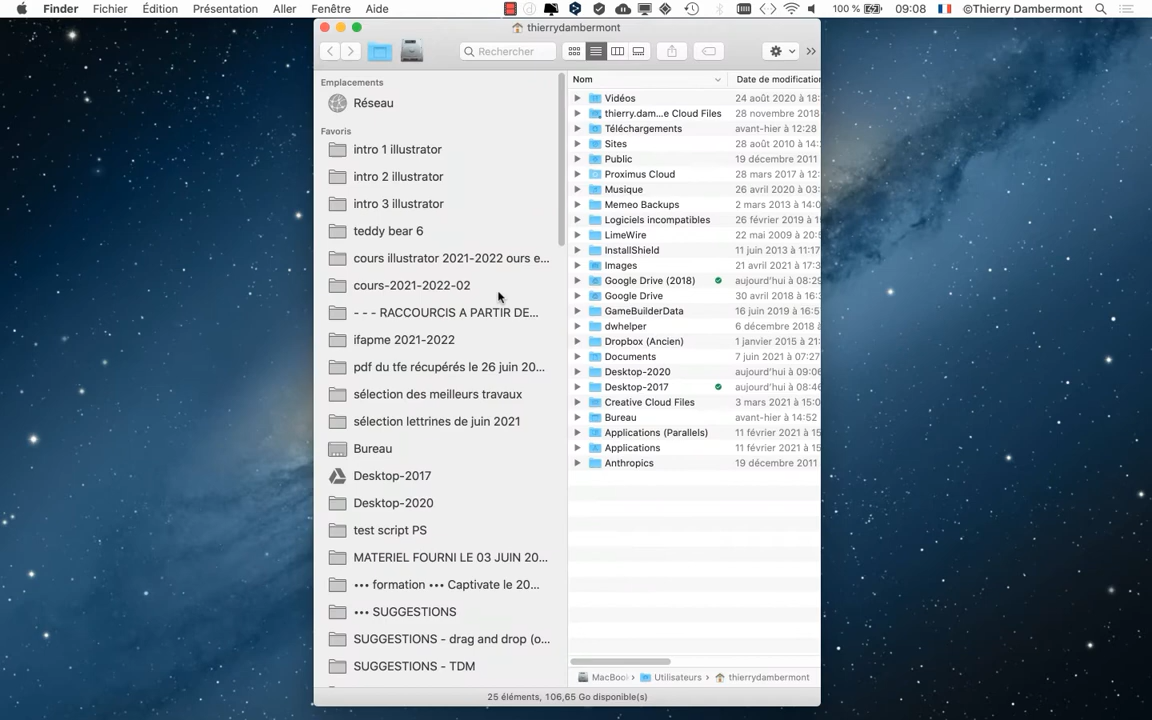 Finder Fichier Édition Présentation Aller Fenêtre Aide 100 % 09:08 ©Thierry Dambermont
thierrydambermont
Rechercher
Emplacements
Réseau
Favoris
intro 1 illustrator
intro 2 illustrator
intro 3 illustrator
teddy bear 6
cours illustrator 2021-2022 ours e...
cours-2021-2022-02
- - - RACCOURCIS A PARTIR DE...
ifapme 2021-2022
pdf du tfe récupérés le 26 juin 20...
sélection des meilleurs travaux
sélection lettrines de juin 2021
Bureau
Desktop-2017
Desktop-2020
test script PS
MATERIEL FOURNI LE 03 JUIN 20...
••• formation ••• Captivate le 20...
••• SUGGESTIONS
SUGGESTIONS - drag and drop (o...
SUGGESTIONS - TDM
Nom Date de modification
Vidéos 24 août 2020 à 18:
thierry.dam...e Cloud Files 28 novembre 2018
Téléchargements avant-hier à 12:28
Sites 28 août 2010 à 14:
Public 19 décembre 2011
Proximus Cloud 28 mars 2017 à 12:
Musique 26 avril 2020 à 03:
Memeo Backups 2 mars 2013 à 14:0
Logiciels incompatibles 26 février 2019 à 1
LimeWire 22 mai 2009 à 20:
InstallShield 11 juin 2013 à 11:17
Images 21 avril 2021 à 17:3
Google Drive (2018) aujourd'hui à 08:2
Google Drive 30 avril 2018 à 16:
GameBuilderData 16 juin 2019 à 16:5
dwhelper 6 décembre 2018 à
Dropbox (Ancien) 1 janvier 2015 à 21:
Documents 7 juin 2021 à 07:27
Desktop-2020 aujourd'hui à 09:06
Desktop-2017 aujourd'hui à 08:46
Creative Cloud Files 3 mars 2021 à 15:0
Bureau avant-hier à 14:52
Applications (Parallels) 11 février 2021 à 15
Applications 11 février 2021 à 15
Anthropics 19 décembre 2011
MacBoo Utilisateurs thierrydambermont
25 éléments, 106,65 Go disponible(s)